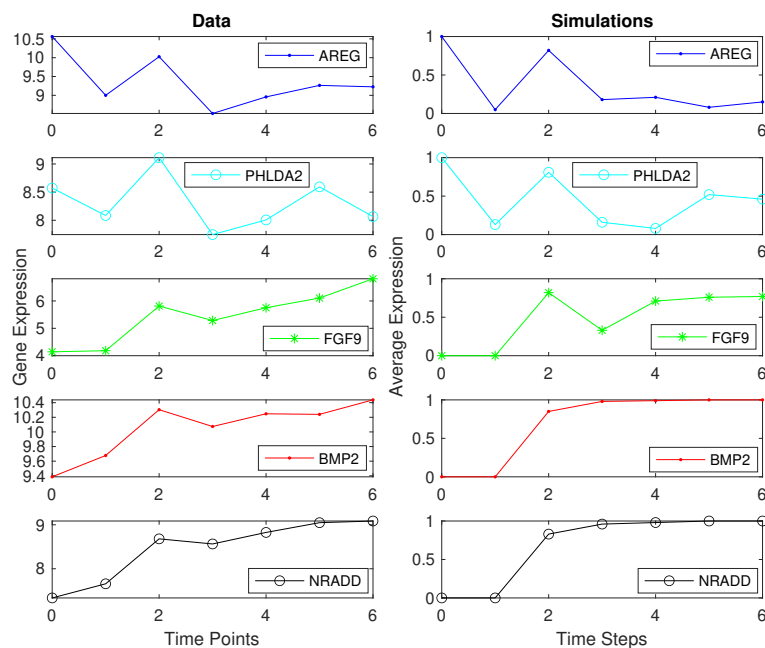 Data
Simulations
10.5
10
9.5
9
AREG
0 2 4 6
1
0.5
0
AREG
0 2 4 6
9
8.5
8
PHLDA2
0 2 4 6
1
0.5
0
PHLDA2
0 2 4 6
Gene Expression
6
5
4
FGF9
0 2 4 6
Average Expression
1
0.5
0
FGF9
0 2 4 6
10.4
10.2
10
9.8
9.6
9.4
BMP2
0 2 4 6
1
0.5
0
BMP2
0 2 4 6
9
8
NRADD
0 2 4 6
Time Points
1
0.5
0
NRADD
0 2 4 6
Time Steps